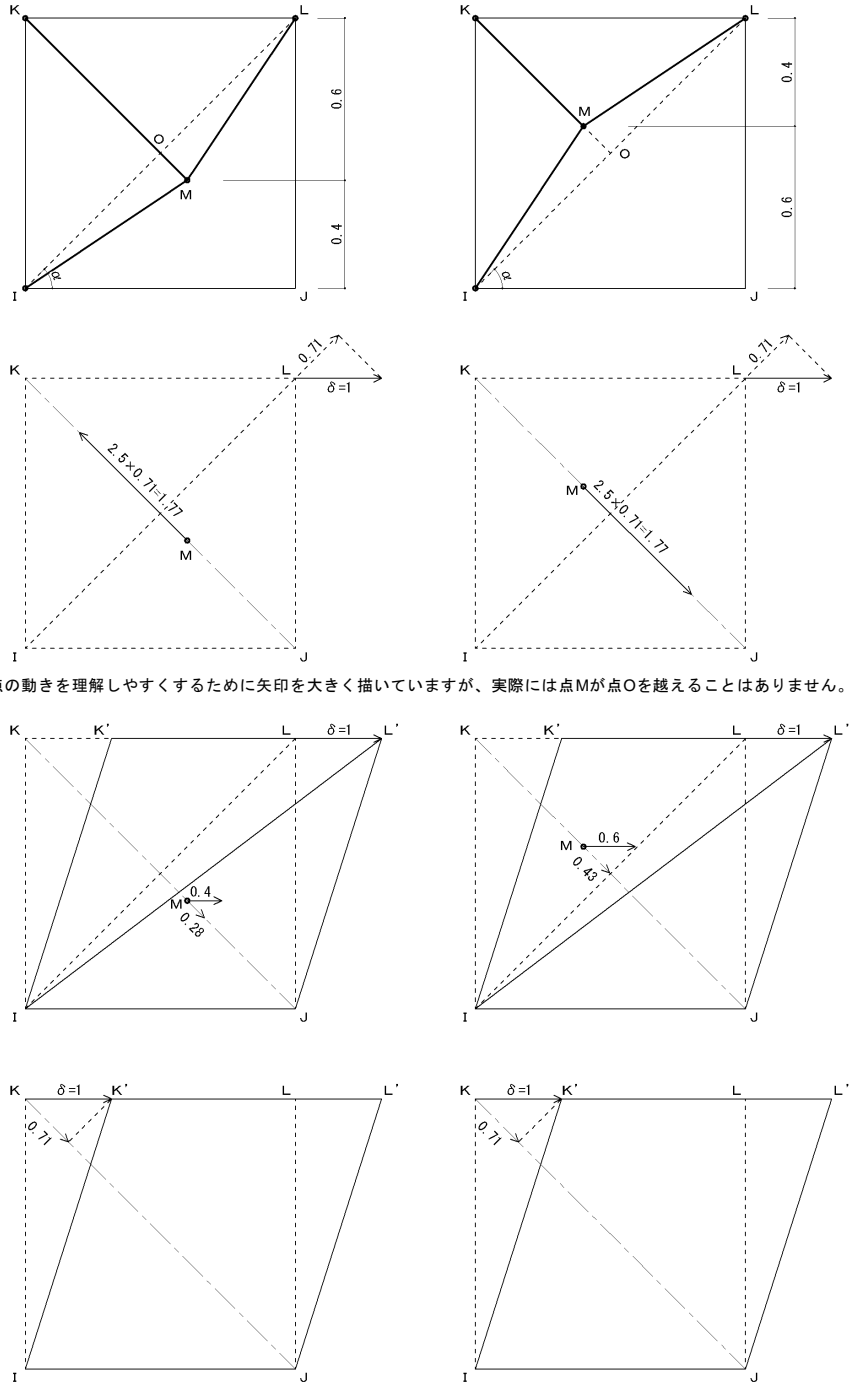 K L
0.6
O
M
0.4
α
I J
K L
0.4
M
O
0.6
α
I J
K L
0.71
δ=1
2.5×0.71=1.77
M
I J
K L
0.71
δ=1
M
2.5×0.71=1.77
I J
点の動きを理解しやすくするために矢印を大きく描いていますが、実際には点Mが点Oを越えることはありません。
K K' L δ=1 L'
0.4
M
0.28
I J
K K' L δ=1 L'
0.6
M
0.43
I J
K δ=1 K' L L'
0.71
I J
K δ=1 K' L L'
0.71
I J